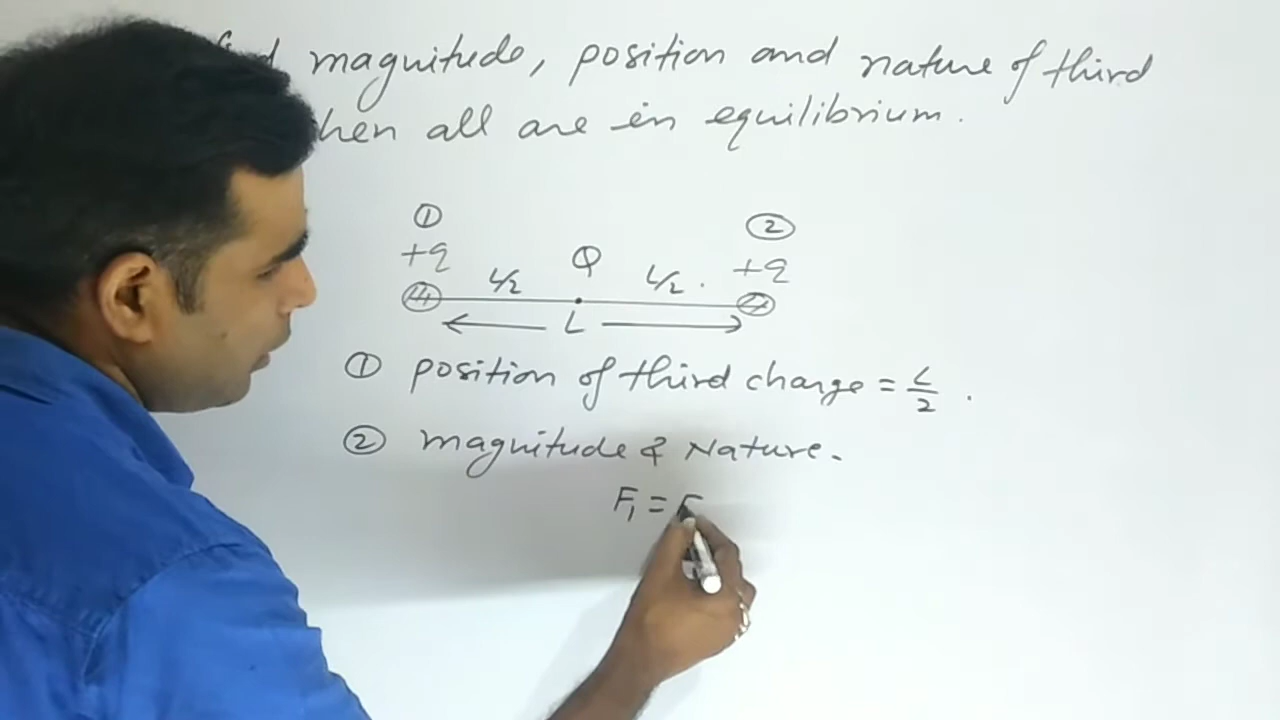 magnitude, position and nature of third
when all are in equilibrium.
① ②
+q Q +q
L/2 L/2.
L
① position of third charge = L/2 .
② magnitude & Nature.
F₁ =